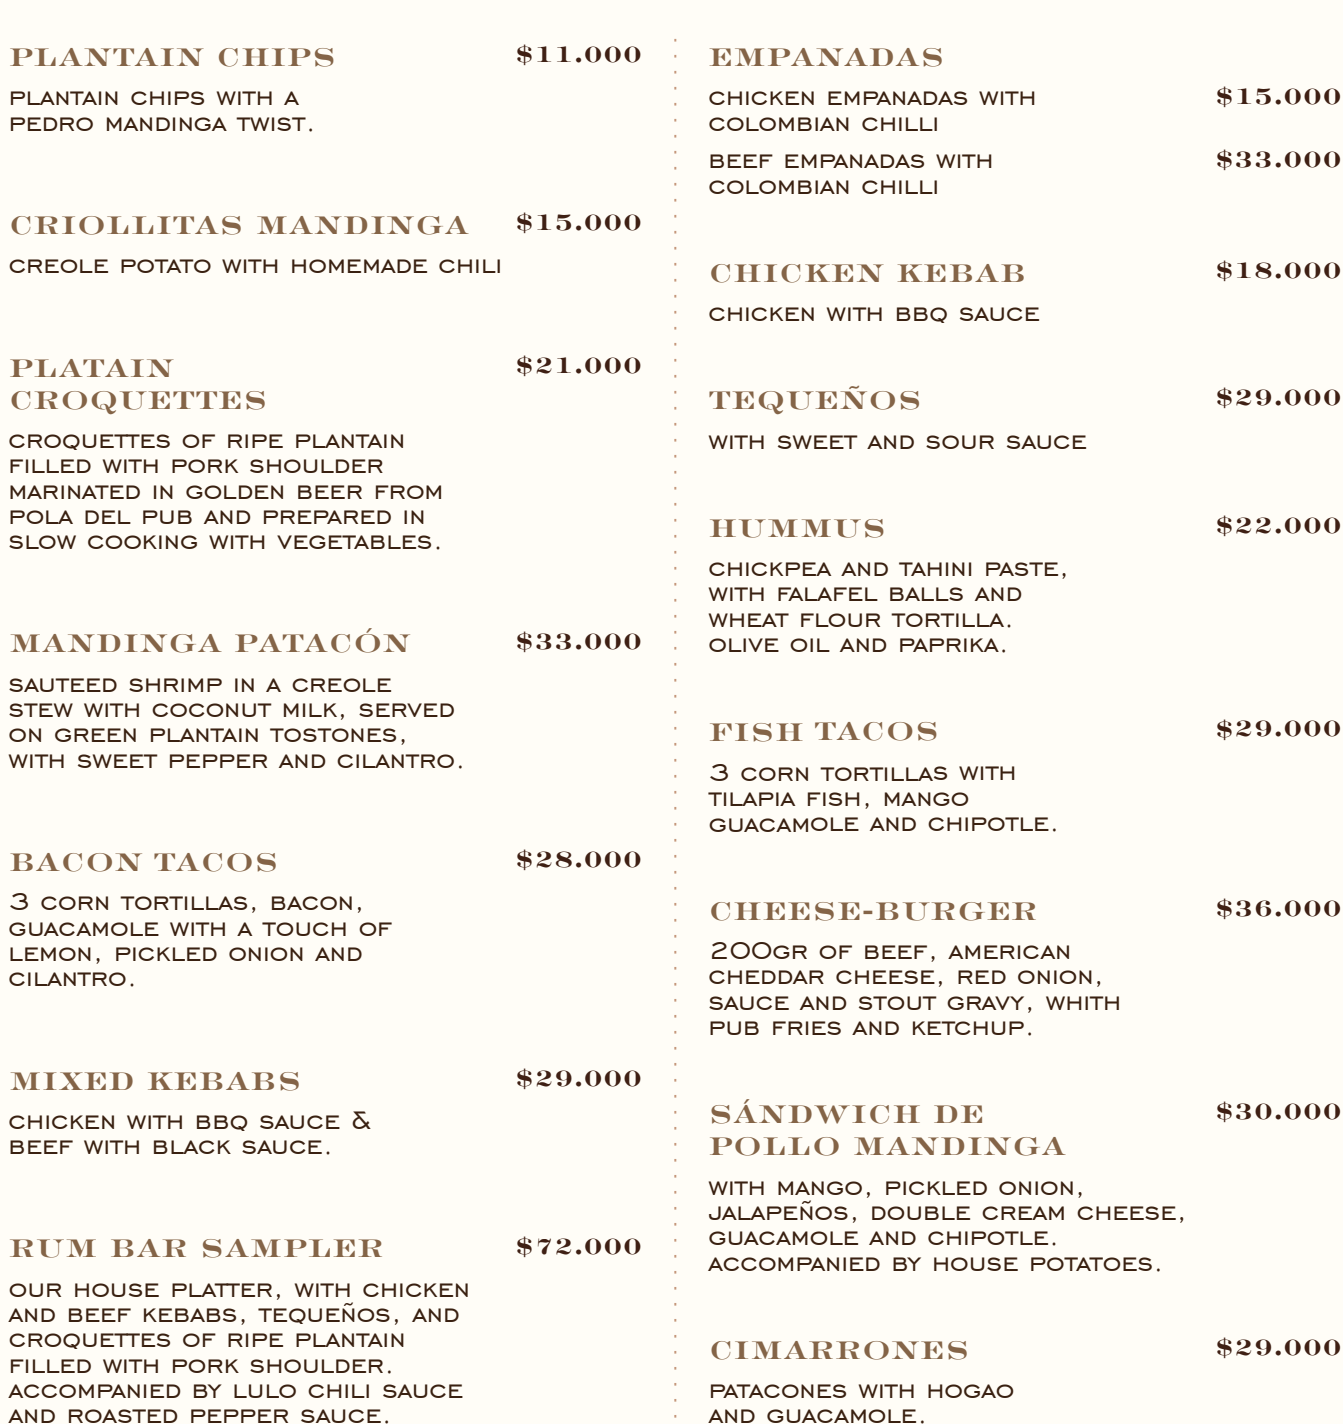 PLANTAIN CHIPS $11.000
PLANTAIN CHIPS WITH A
PEDRO MANDINGA TWIST.
CRIOLLITAS MANDINGA $15.000
CREOLE POTATO WITH HOMEMADE CHILI
PLATAIN $21.000
CROQUETTES
CROQUETTES OF RIPE PLANTAIN
FILLED WITH PORK SHOULDER
MARINATED IN GOLDEN BEER FROM
POLA DEL PUB AND PREPARED IN
SLOW COOKING WITH VEGETABLES.
MANDINGA PATACÓN $33.000
SAUTEED SHRIMP IN A CREOLE
STEW WITH COCONUT MILK, SERVED
ON GREEN PLANTAIN TOSTONES,
WITH SWEET PEPPER AND CILANTRO.
BACON TACOS $28.000
3 CORN TORTILLAS, BACON,
GUACAMOLE WITH A TOUCH OF
LEMON, PICKLED ONION AND
CILANTRO.
MIXED KEBABS $29.000
CHICKEN WITH BBQ SAUCE &
BEEF WITH BLACK SAUCE.
RUM BAR SAMPLER $72.000
OUR HOUSE PLATTER, WITH CHICKEN
AND BEEF KEBABS, TEQUEÑOS, AND
CROQUETTES OF RIPE PLANTAIN
FILLED WITH PORK SHOULDER.
ACCOMPANIED BY LULO CHILI SAUCE
AND ROASTED PEPPER SAUCE.
EMPANADAS
CHICKEN EMPANADAS WITH $15.000
COLOMBIAN CHILLI
BEEF EMPANADAS WITH $33.000
COLOMBIAN CHILLI
CHICKEN KEBAB $18.000
CHICKEN WITH BBQ SAUCE
TEQUEÑOS $29.000
WITH SWEET AND SOUR SAUCE
HUMMUS $22.000
CHICKPEA AND TAHINI PASTE,
WITH FALAFEL BALLS AND
WHEAT FLOUR TORTILLA.
OLIVE OIL AND PAPRIKA.
FISH TACOS $29.000
3 CORN TORTILLAS WITH
TILAPIA FISH, MANGO
GUACAMOLE AND CHIPOTLE.
CHEESE-BURGER $36.000
200GR OF BEEF, AMERICAN
CHEDDAR CHEESE, RED ONION,
SAUCE AND STOUT GRAVY, WHITH
PUB FRIES AND KETCHUP.
SÁNDWICH DE $30.000
POLLO MANDINGA
WITH MANGO, PICKLED ONION,
JALAPEÑOS, DOUBLE CREAM CHEESE,
GUACAMOLE AND CHIPOTLE.
ACCOMPANIED BY HOUSE POTATOES.
CIMARRONES $29.000
PATACONES WITH HOGAO
AND GUACAMOLE.